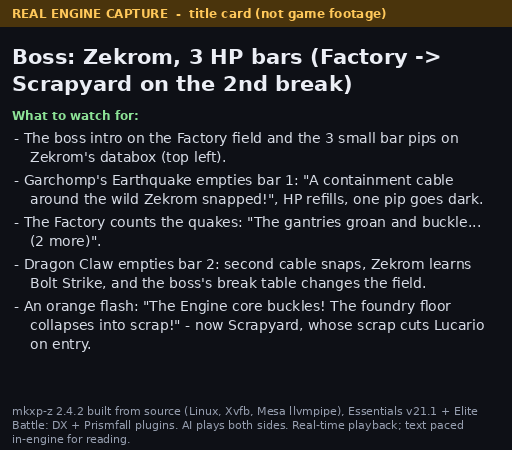 REAL ENGINE CAPTURE - title card (not game footage)
Boss: Zekrom, 3 HP bars (Factory ->
Scrapyard on the 2nd break)
What to watch for:
- The boss intro on the Factory field and the 3 small bar pips on
Zekrom's databox (top left).
- Garchomp's Earthquake empties bar 1: "A containment cable
around the wild Zekrom snapped!", HP refills, one pip goes dark.
- The Factory counts the quakes: "The gantries groan and buckle...
(2 more)".
- Dragon Claw empties bar 2: second cable snaps, Zekrom learns
Bolt Strike, and the boss's break table changes the field.
- An orange flash: "The Engine core buckles! The foundry floor
collapses into scrap!" - now Scrapyard, whose scrap cuts Lucario
on entry.
mkxp-z 2.4.2 built from source (Linux, Xvfb, Mesa llvmpipe), Essentials v21.1 + Elite
Battle: DX + Prismfall plugins. AI plays both sides. Real-time playback; text paced
in-engine for reading.